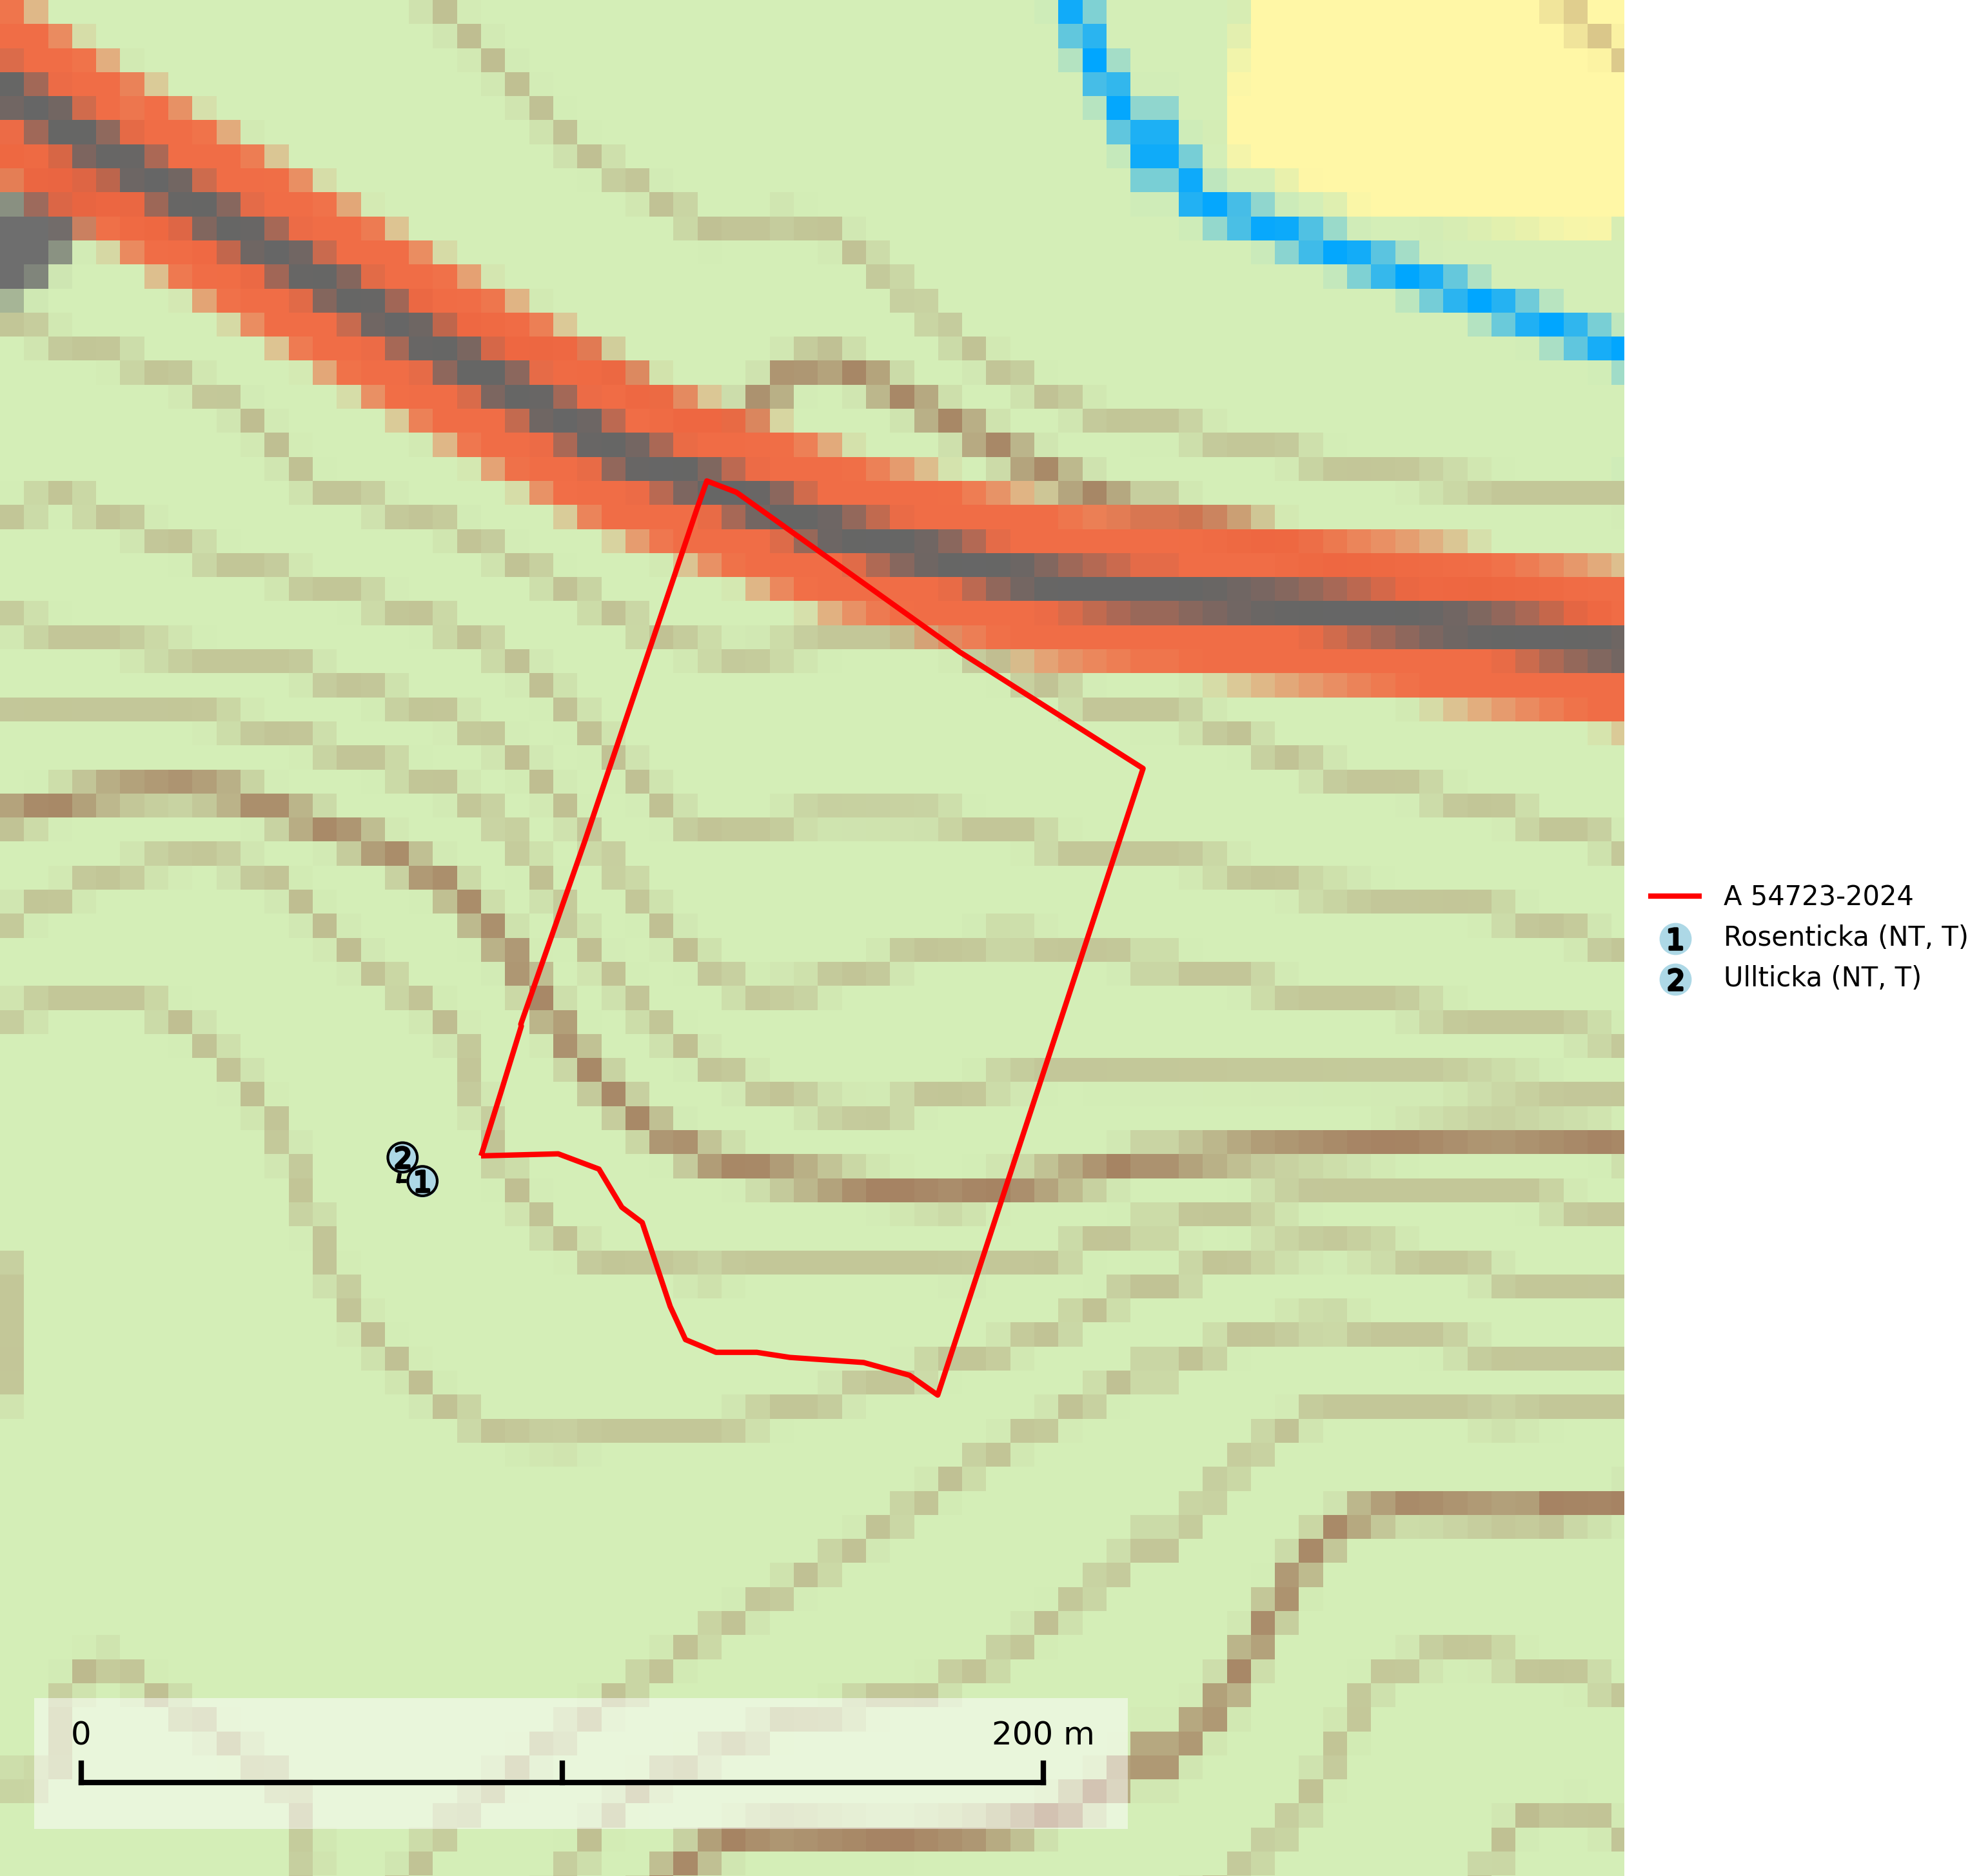 A 54723-2024
1 Rosenticka (NT, T)
2 Ullticka (NT, T)
2
1
0 200 m